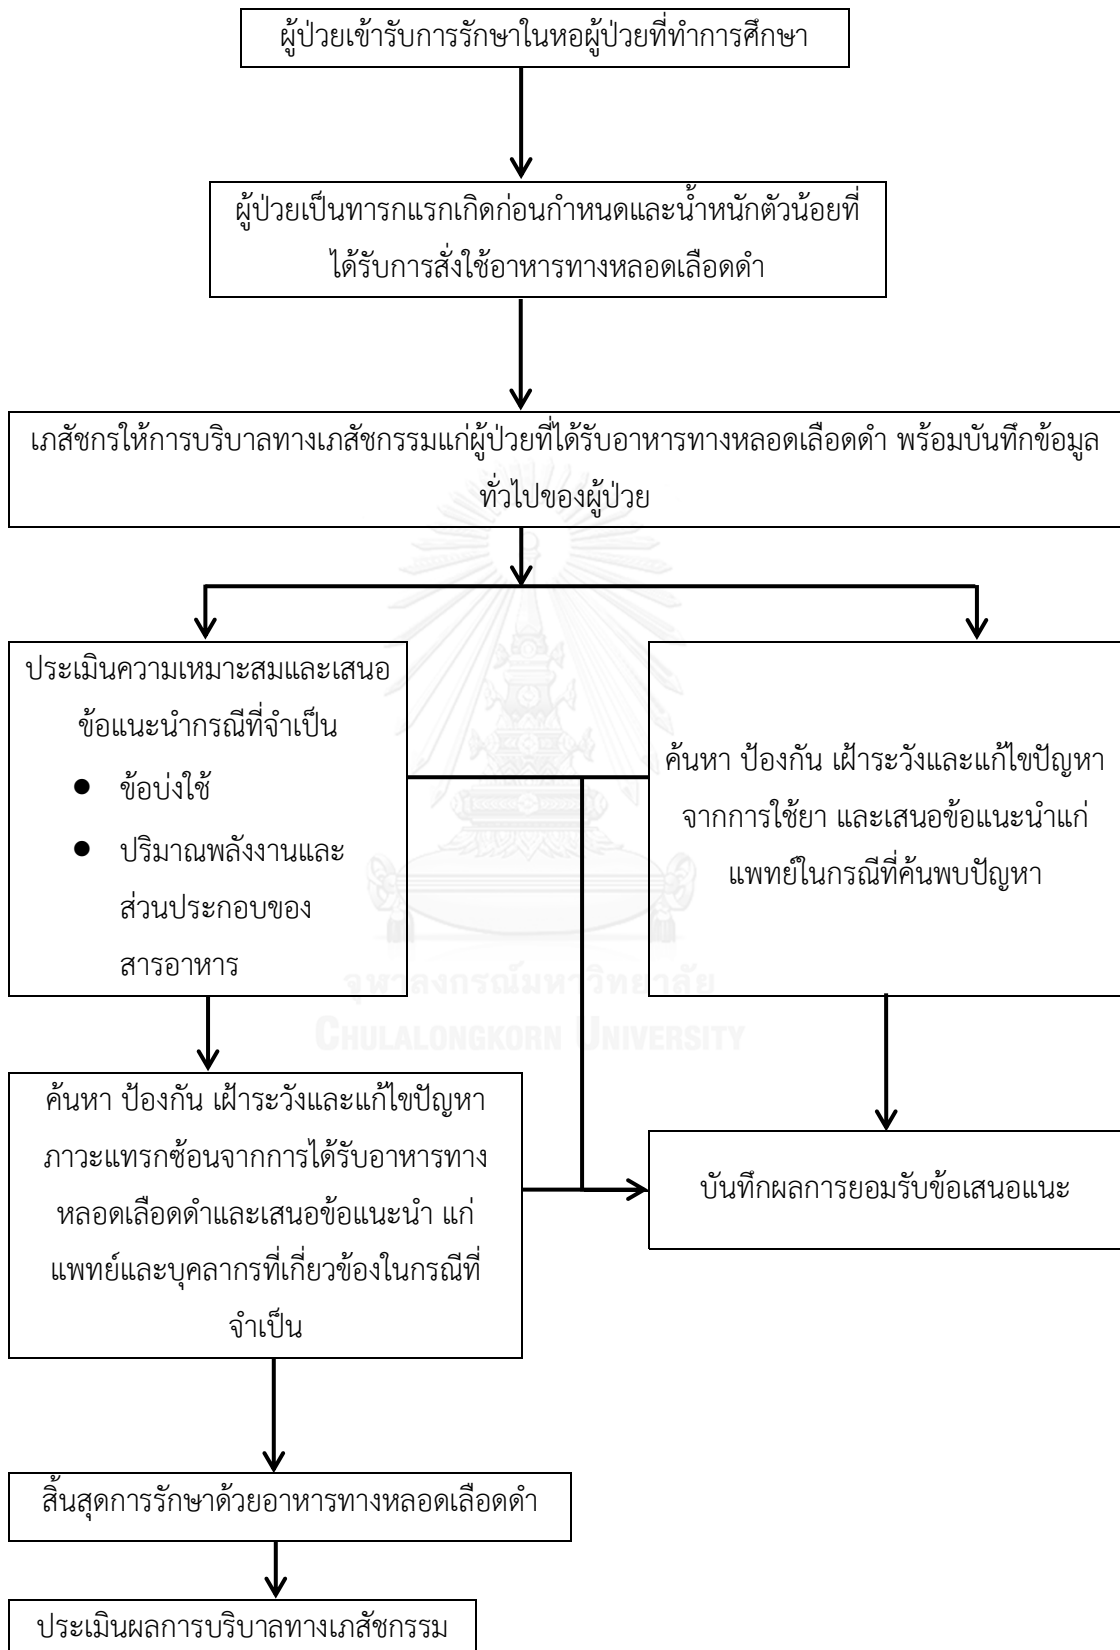 ผู้ป่วยเข้ารับการรักษาในหอผู้ป่วยที่ทำการศึกษา
ผู้ป่วยเป็นทารกแรกเกิดก่อนกำหนดและน้ำหนักตัวน้อยที่
ได้รับการสั่งใช้อาหารทางหลอดเลือดดำ
เภสัชกรให้การบริบาลทางเภสัชกรรมแก่ผู้ป่วยที่ได้รับอาหารทางหลอดเลือดดำ พร้อมบันทึกข้อมูล
ทั่วไปของผู้ป่วย
ประเมินความเหมาะสมและเสนอ
ข้อแนะนำกรณีที่จำเป็น
● ข้อบ่งใช้
● ปริมาณพลังงานและ
ส่วนประกอบของ
สารอาหาร
ค้นหา ป้องกัน เฝ้าระวังและแก้ไขปัญหา
จากการใช้ยา และเสนอข้อแนะนำแก่
แพทย์ในกรณีที่ค้นพบปัญหา
จุฬาลงกรณ์มหาวิทยาลัย
CHULALONGKORN UNIVERSITY
ค้นหา ป้องกัน เฝ้าระวังและแก้ไขปัญหา
ภาวะแทรกซ้อนจากการได้รับอาหารทาง
หลอดเลือดดำและเสนอข้อแนะนำ แก่
แพทย์และบุคลากรที่เกี่ยวข้องในกรณีที่
จำเป็น
บันทึกผลการยอมรับข้อเสนอแนะ
สิ้นสุดการรักษาด้วยอาหารทางหลอดเลือดดำ
ประเมินผลการบริบาลทางเภสัชกรรม